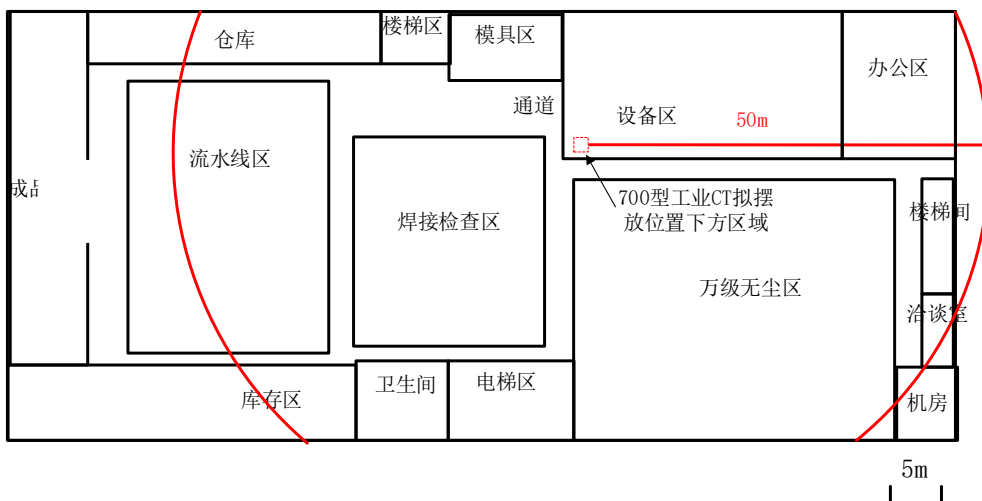 仓库
楼梯区
模具区
办公区
通道
设备区
50m
流水线区
成
700型工业CT拟摆
放位置下方区域
焊接检查区
楼梯间
万级无尘区
洽谈室
库存区
卫生间
电梯区
机房
5m